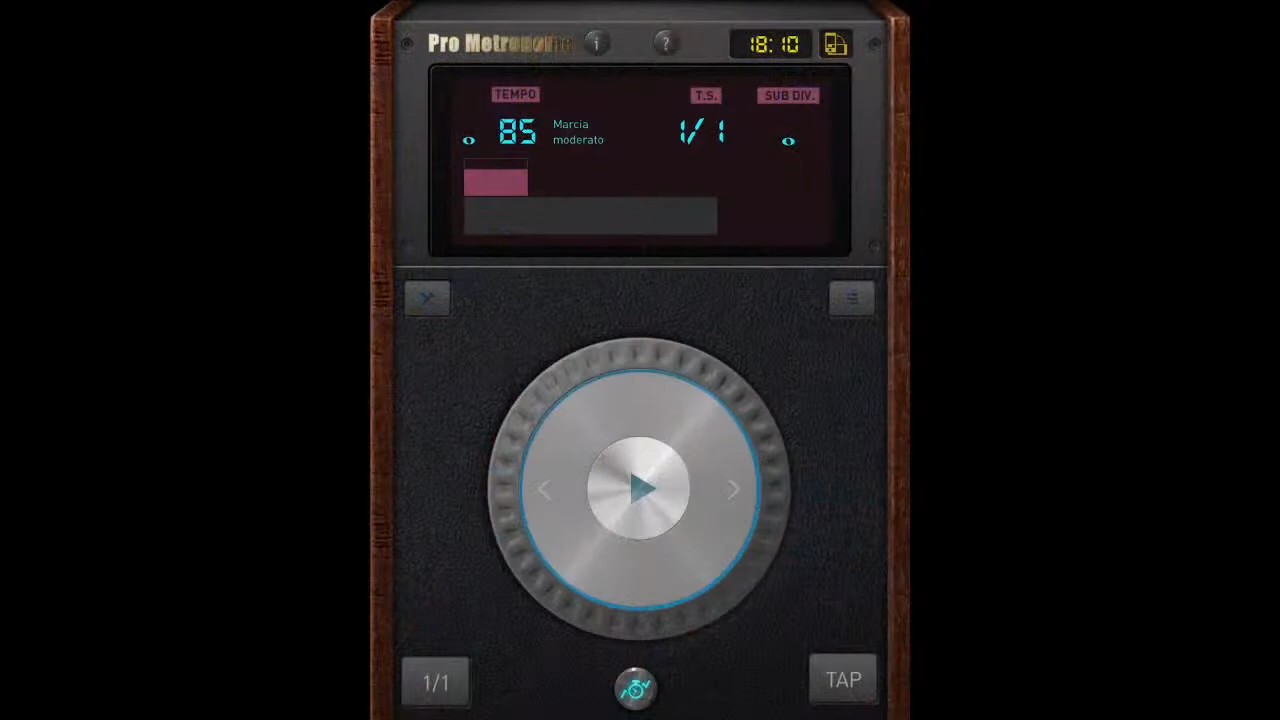 Pro Metronome
i
?
18:10
TEMPO
T.S.
SUB DIV.
85
Marcia
moderato
1/1
1/1
TAP